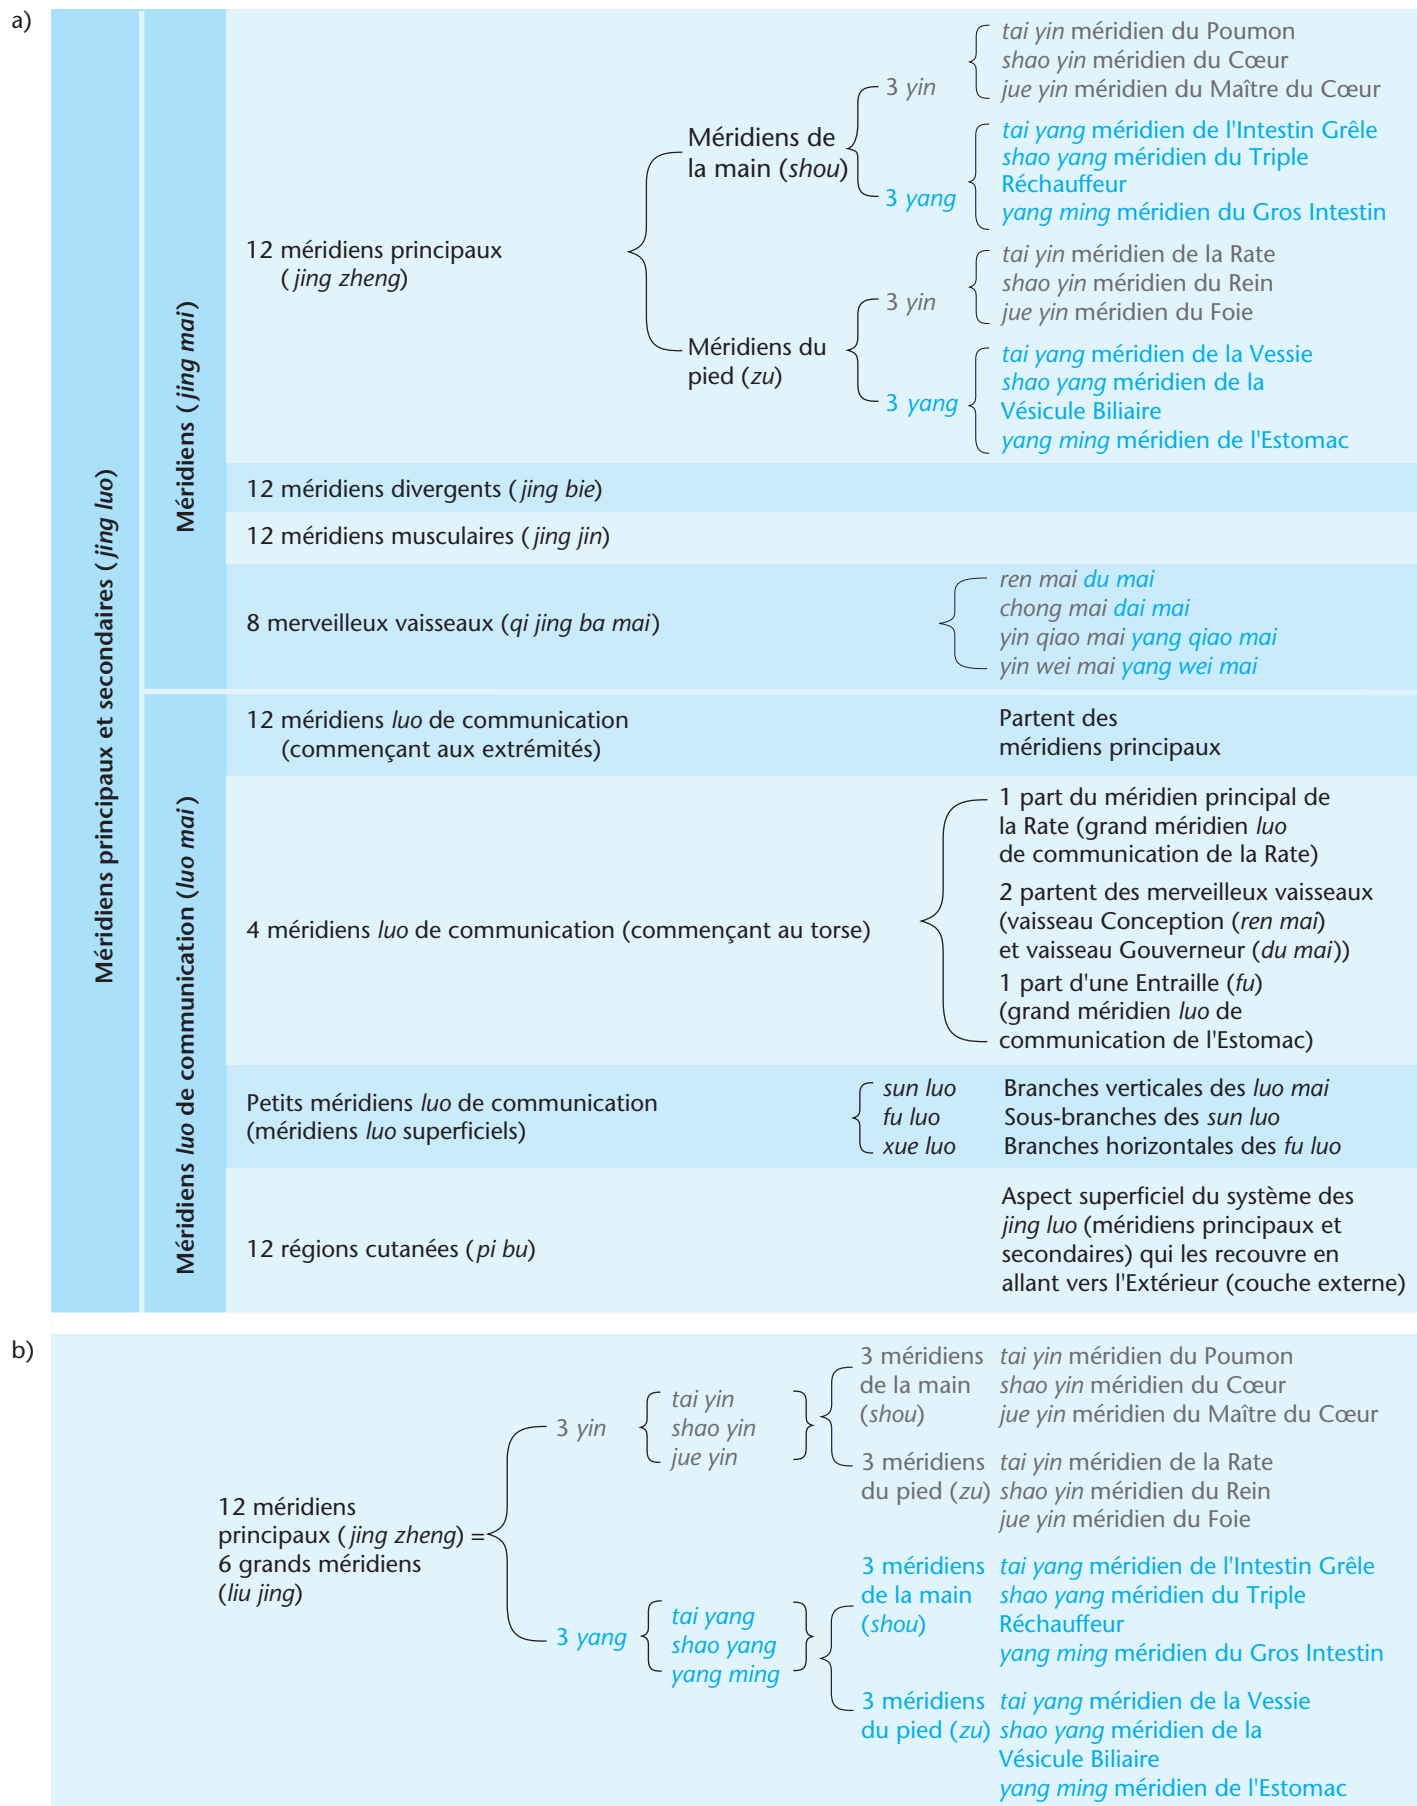 a)
Méridiens principaux et secondaires (jing luo)
Méridiens (jing mai)
12 méridiens principaux
(jing zheng)
Méridiens de
la main (shou)
3 yin
tai yin méridien du Poumon
shao yin méridien du Cœur
jue yin méridien du Maître du Cœur
3 yang
tai yang méridien de l'Intestin Grêle
shao yang méridien du Triple
Réchauffeur
yang ming méridien du Gros Intestin
Méridiens du
pied (zu)
3 yin
tai yin méridien de la Rate
shao yin méridien du Rein
jue yin méridien du Foie
3 yang
tai yang méridien de la Vessie
shao yang méridien de la
Vésicule Biliaire
yang ming méridien de l'Estomac
12 méridiens divergents (jing bie)
12 méridiens musculaires (jing jin)
8 merveilleux vaisseaux (qi jing ba mai)
ren mai du mai
chong mai dai mai
yin qiao mai yang qiao mai
yin wei mai yang wei mai
Méridiens luo de communication (luo mai)
12 méridiens luo de communication
(commençant aux extrémités)
Partent des
méridiens principaux
4 méridiens luo de communication (commençant au torse)
1 part du méridien principal de
la Rate (grand méridien luo
de communication de la Rate)
2 partent des merveilleux vaisseaux
(vaisseau Conception (ren mai)
et vaisseau Gouverneur (du mai))
1 part d'une Entraille (fu)
(grand méridien luo de
communication de l'Estomac)
Petits méridiens luo de communication
(méridiens luo superficiels)
sun luo Branches verticales des luo mai
fu luo Sous-branches des sun luo
xue luo Branches horizontales des fu luo
12 régions cutanées (pi bu)
Aspect superficiel du système des
jing luo (méridiens principaux et
secondaires) qui les recouvre en
allant vers l'Extérieur (couche externe)
b)
12 méridiens
principaux (jing zheng) =
6 grands méridiens
(liu jing)
3 yin
tai yin
shao yin
jue yin
3 méridiens
de la main
(shou)
tai yin méridien du Poumon
shao yin méridien du Cœur
jue yin méridien du Maître du Cœur
3 méridiens
du pied (zu)
tai yin méridien de la Rate
shao yin méridien du Rein
jue yin méridien du Foie
3 yang
tai yang
shao yang
yang ming
3 méridiens
de la main
(shou)
tai yang méridien de l'Intestin Grêle
shao yang méridien du Triple
Réchauffeur
yang ming méridien du Gros Intestin
3 méridiens
du pied (zu)
tai yang méridien de la Vessie
shao yang méridien de la
Vésicule Biliaire
yang ming méridien de l'Estomac